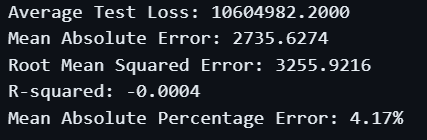 Average Test Loss: 10604982.2000
Mean Absolute Error: 2735.6274
Root Mean Squared Error: 3255.9216
R-squared: -0.0004
Mean Absolute Percentage Error: 4.17%